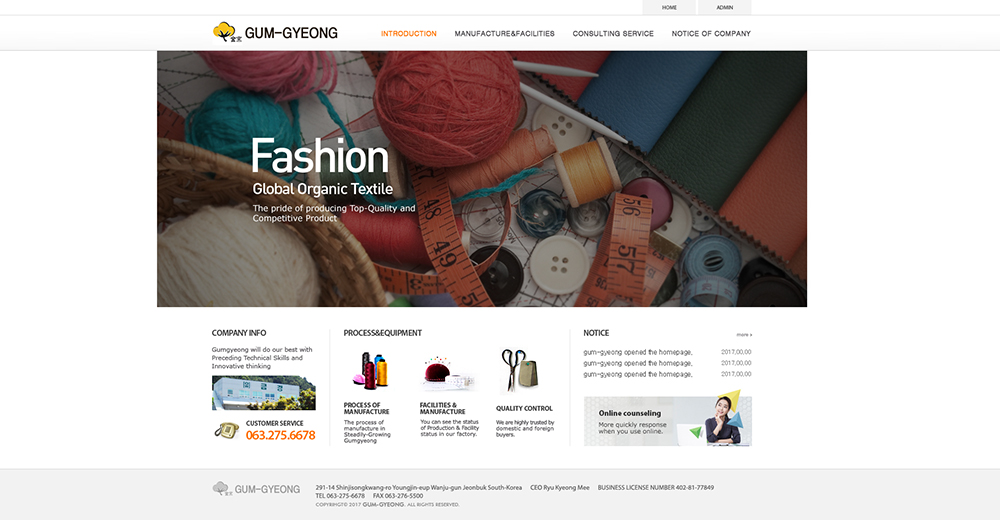 HOME ADMIN
GUM-GYEONG INTRODUCTION MANUFACTURE&FACILITIES CONSULTING SERVICE NOTICE OF COMPANY
Fashion
Global Organic Textile
The pride of producing Top-Quality and
Competitive Product
48
49
51
57
COMPANY INFO
Gumgyeong will do our best with
Preceding Technical Skills and
Innovative thinking
CUSTOMER SERVICE
063.275.6678
PROCESS&EQUIPMENT
PROCESS OF
MANUFACTURE
The process of
manufacture in
Steadily-Growing
Gumgyeong
FACILITIES &
MANUFACTURE
You can see the status
of Production & Facility
status in our factory.
QUALITY CONTROL
We are highly trusted by
domestic and foreign
buyers.
NOTICE more »
gum-gyeong opened the homepage, 2017,00,00
gum-gyeong opened the homepage, 2017,00,00
gum-gyeong opened the homepage, 2017,00,00
Online counseling
More quickly response
when you use online.
GUM-GYEONG
291-14 Shinjisongkwang-ro Youngjin-eup Wanju-gun Jeonbuk South-Korea CEO Ryu Kyeong Mee BUSINESS LICENSE NUMBER 402-81-77849
TEL 063-275-6678 FAX 063-276-5500
COPYRINGT© 2017 GUM-GYEONG. ALL RIGHTS RESERVED.